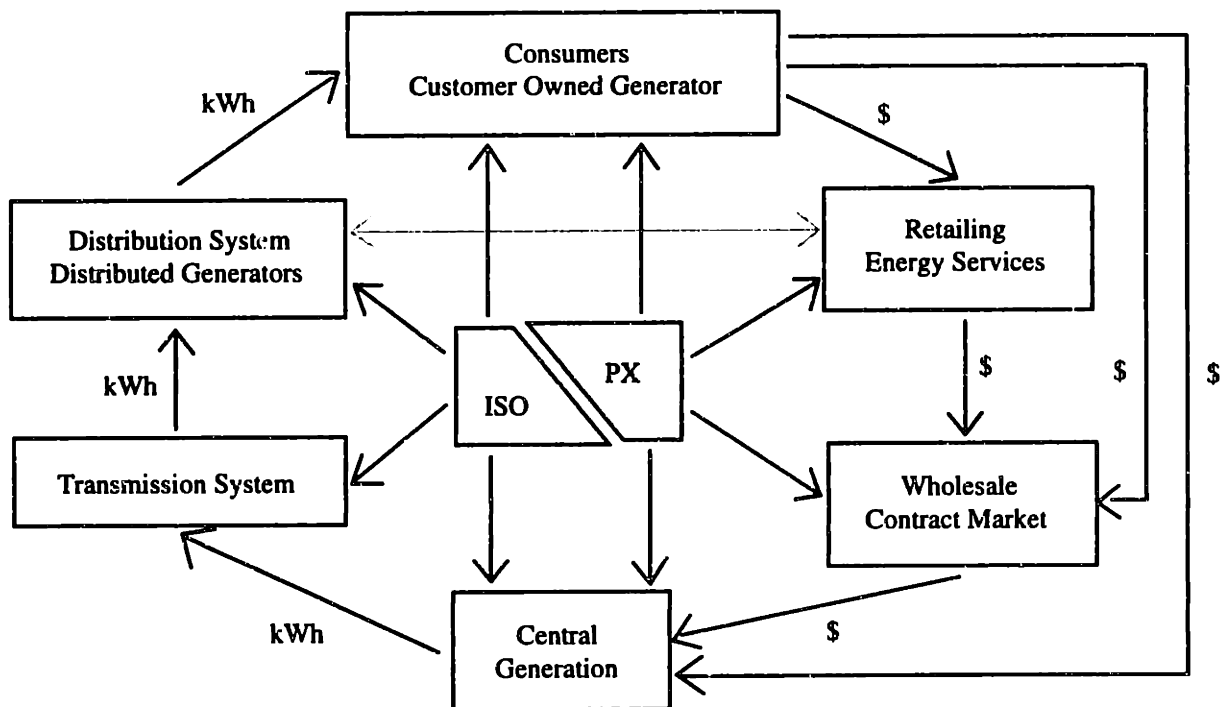 Consumers
Customer Owned Generator
kWh
$
Distribution System
Distributed Generators
Retailing
Energy Services
PX
ISO
kWh
$
$
$
Transmission System
Wholesale
Contract Market
kWh
Central
Generation
$